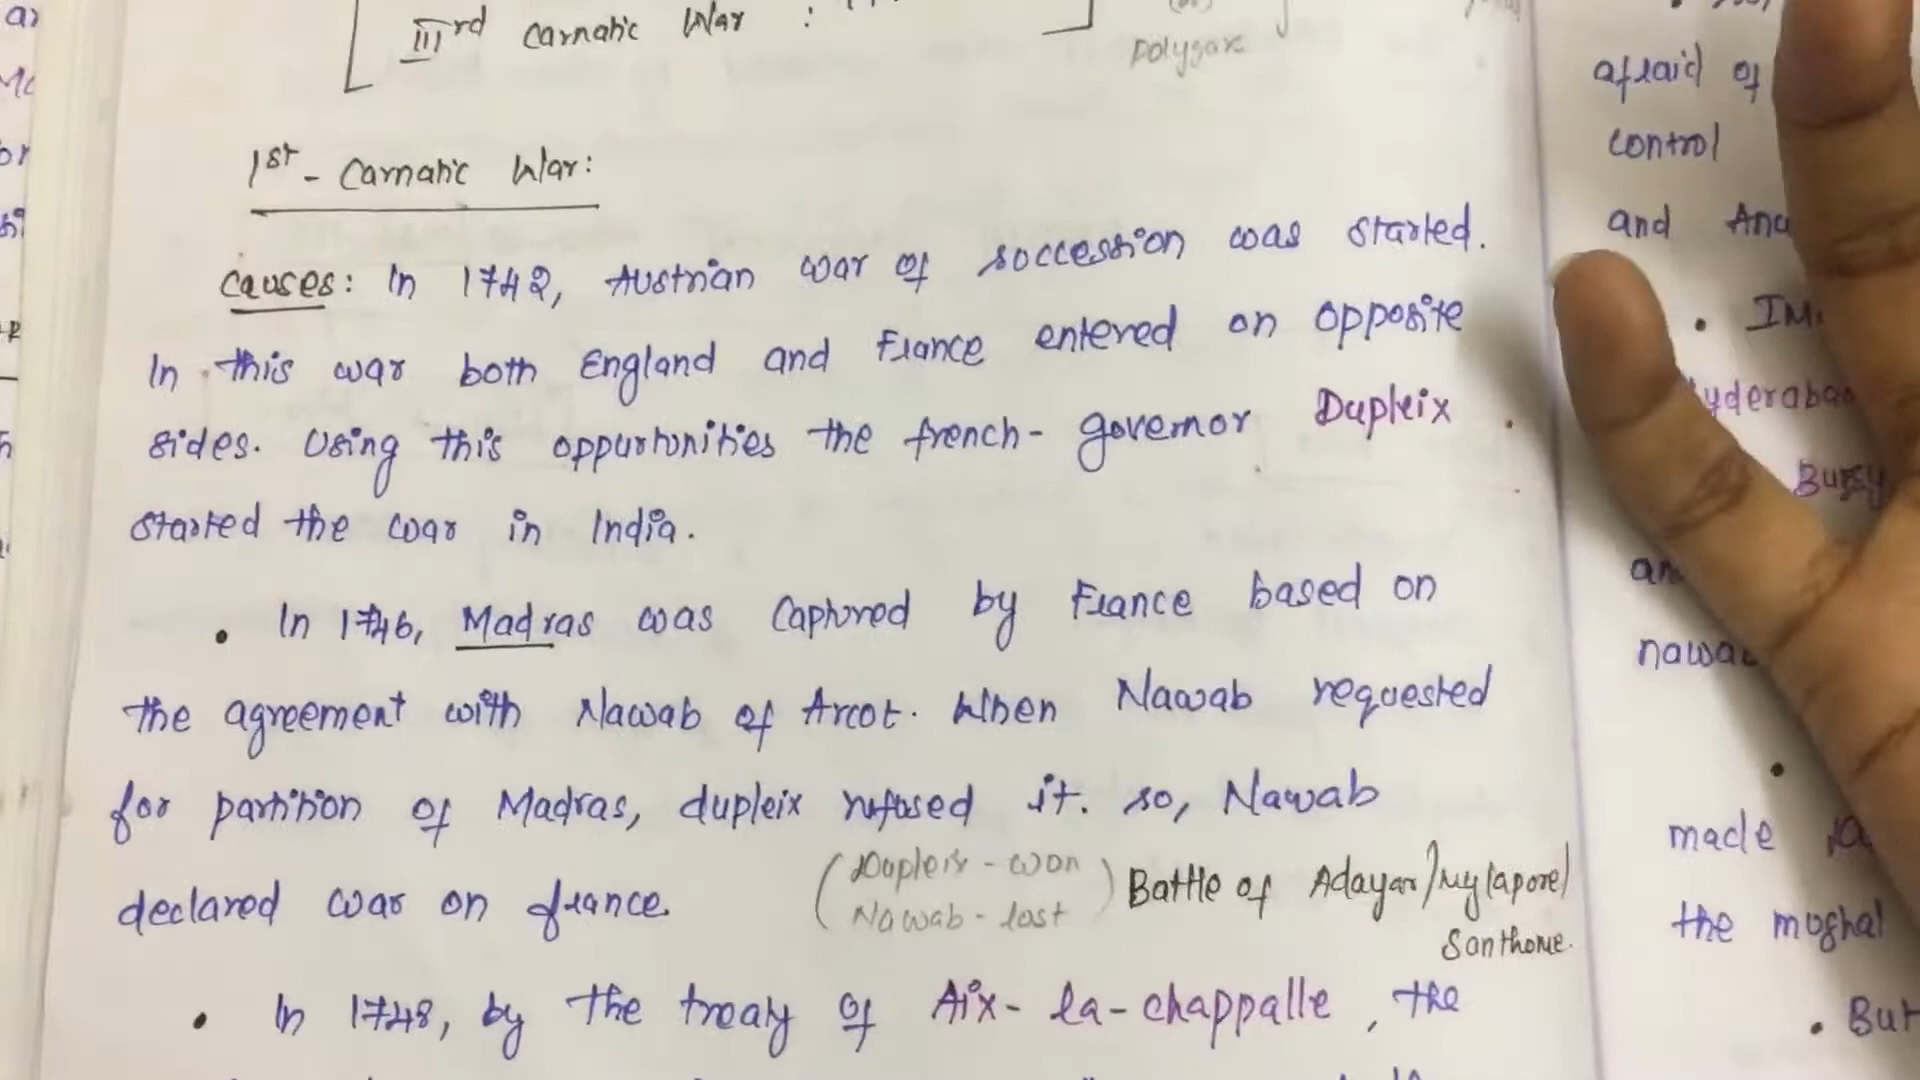 IIIrd Carnatic War :
Polygars
1st - Carnatic War:
Causes: In 1742, Austrian war of soccession was started.
In this war both England and France entered on opposite
sides. Using this oppurtunities the french - governor Dupleix
started the war in India.
• In 1746, Madras was Captured by France based on
the agreement with Nawab of Arcot. When Nawab requested
for partition of Madras, dupleix refused it. so, Nawab
declared war on france. (Dupleix - won Battle of Adayar/Mylapore/
Nawab - lost) Santhome.
• In 1748, by the treaty of Aix-la-chappalle, the
afraid of
control
and
Bussy
made
the moghal
• But